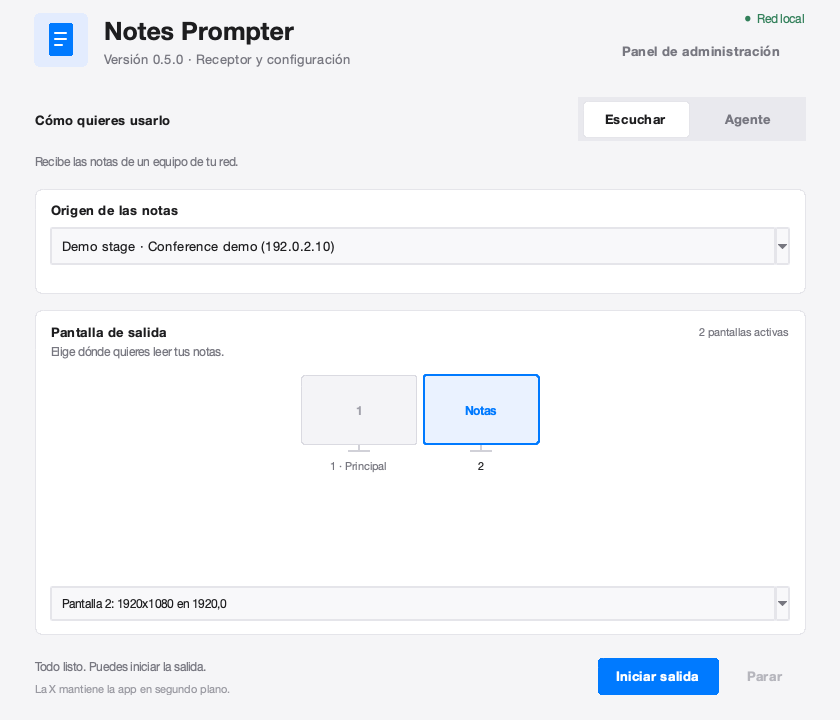 Notes Prompter
Versión 0.5.0 · Receptor y configuración
Red local
Panel de administración
Cómo quieres usarlo
Escuchar
Agente
Recibe las notas de un equipo de tu red.
Origen de las notas
Demo stage · Conference demo (192.0.2.10)
Pantalla de salida
2 pantallas activas
Elige dónde quieres leer tus notas.
1
Notas
1 · Principal
2
Pantalla 2: 1920x1080 en 1920,0
Todo listo. Puedes iniciar la salida.
La X mantiene la app en segundo plano.
Iniciar salida
Parar